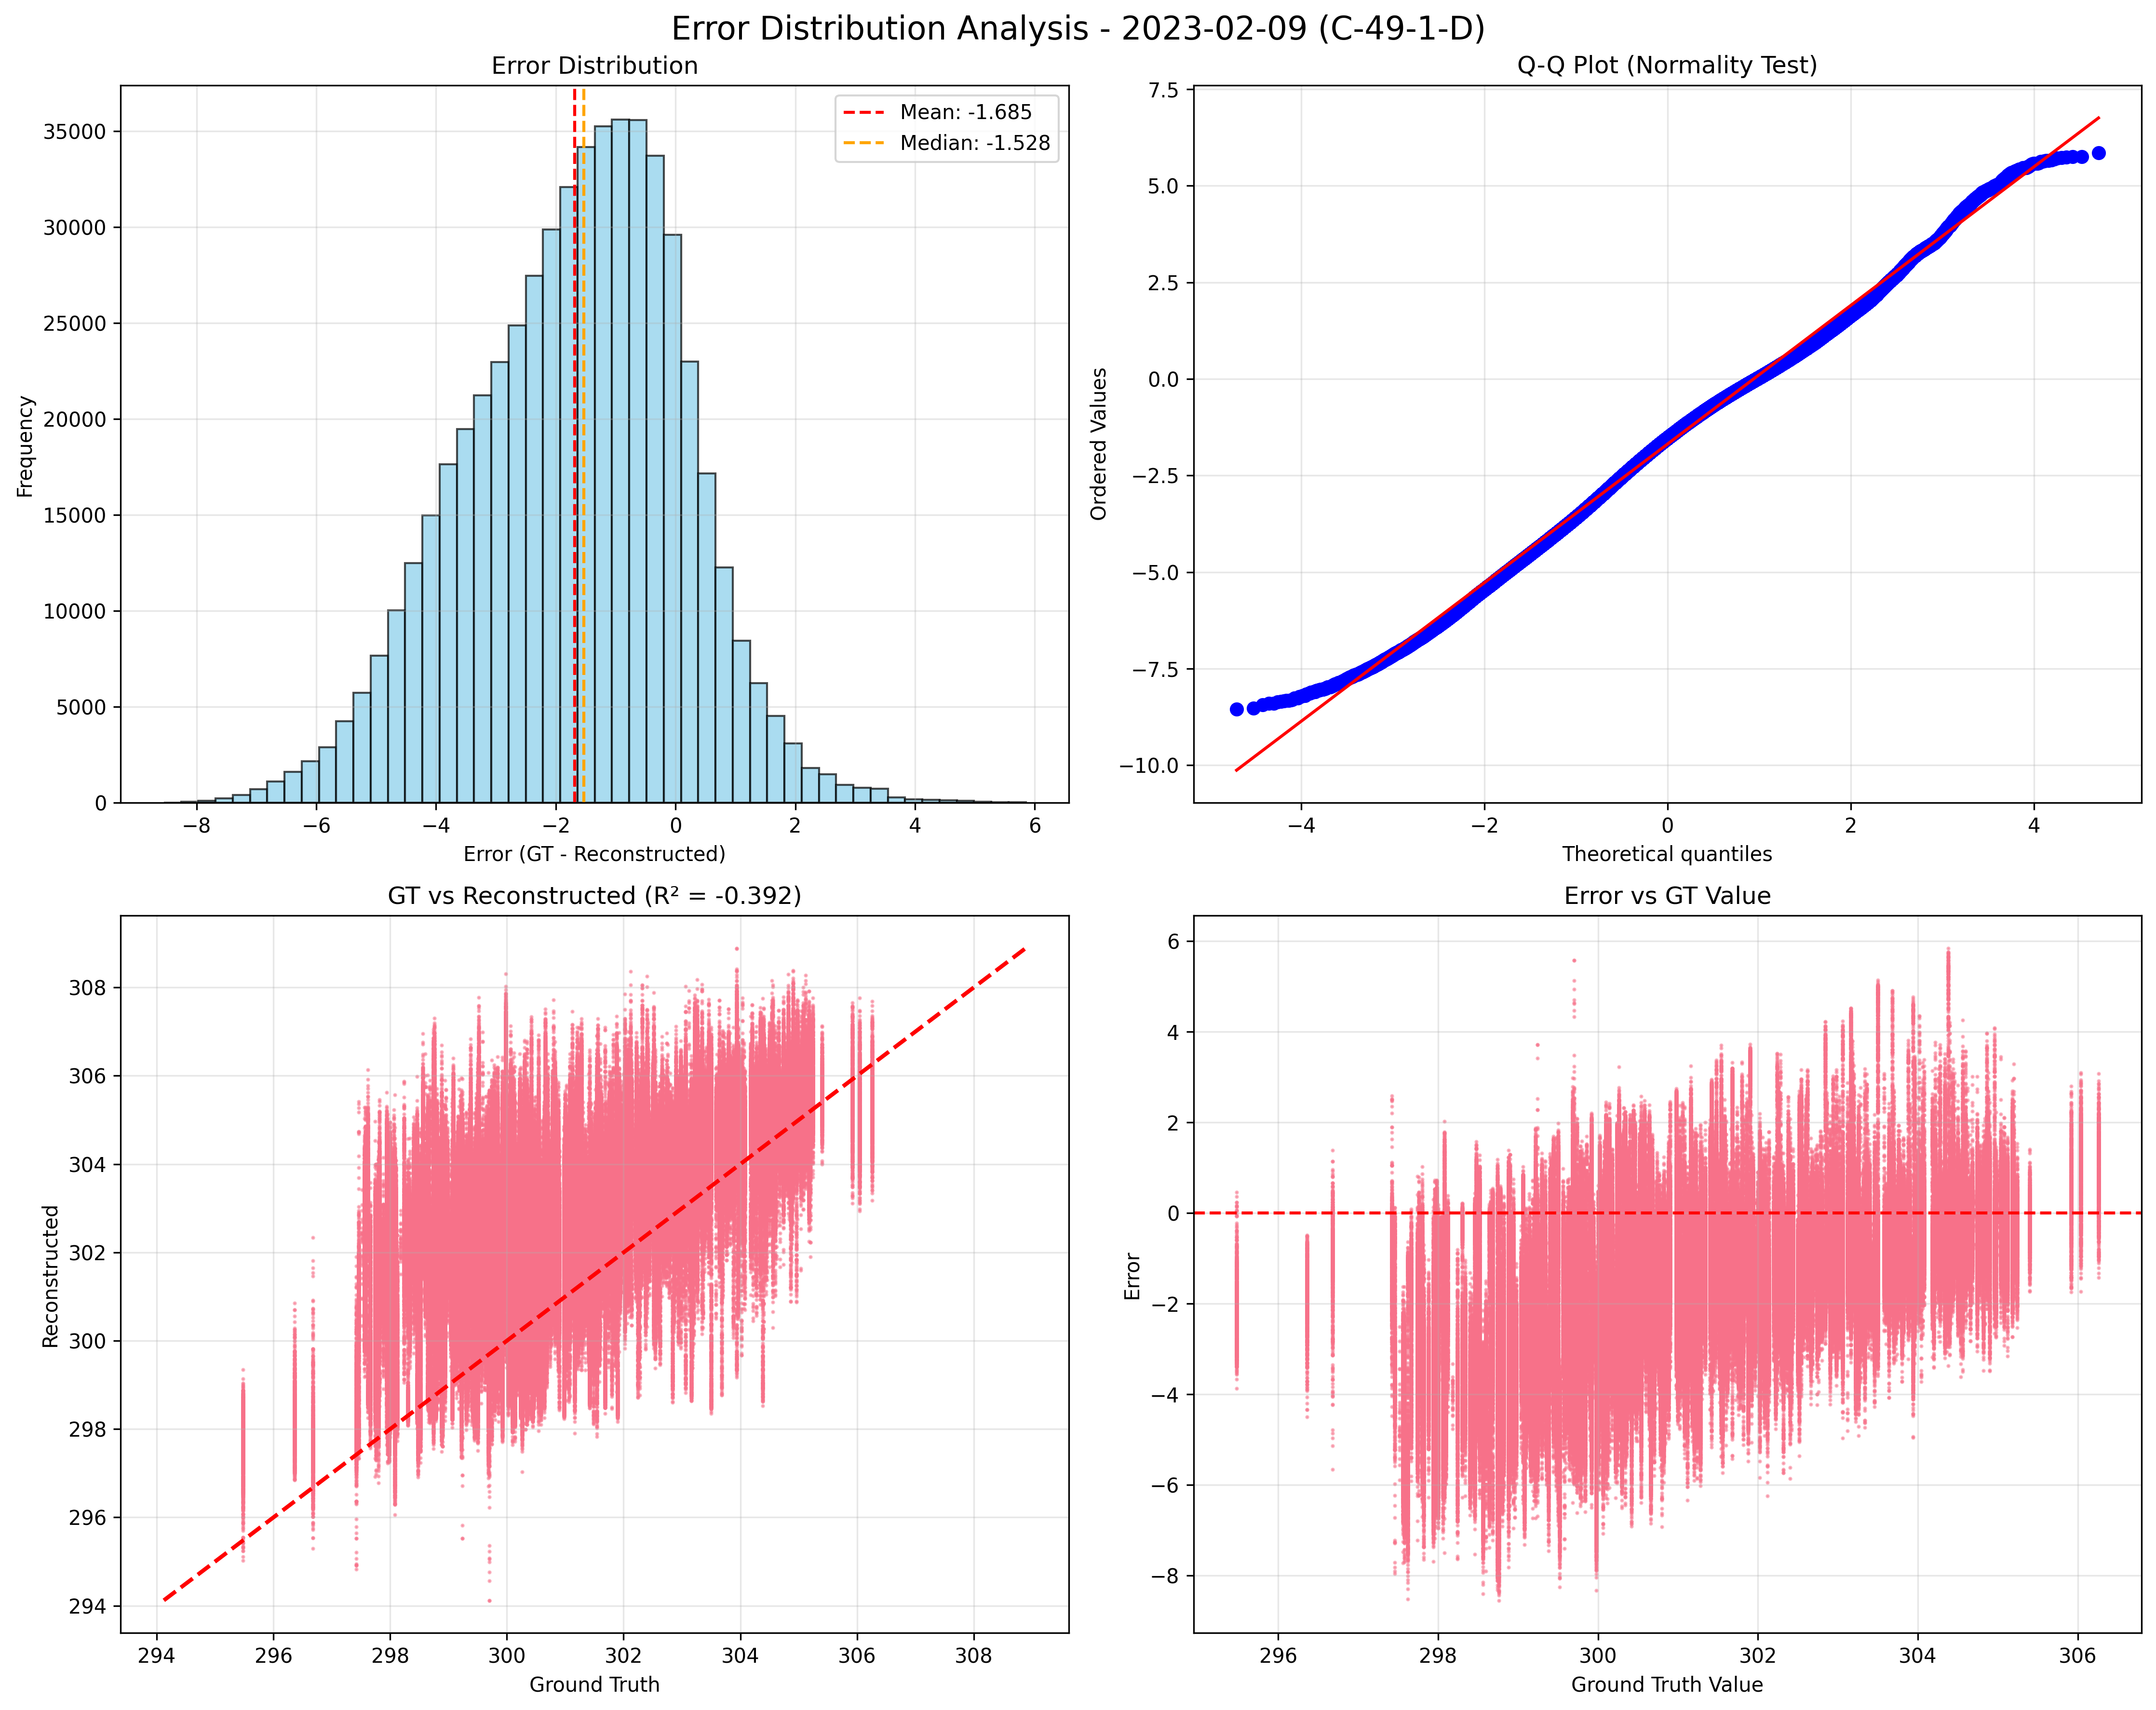 Error Distribution Analysis - 2023-02-09 (C-49-1-D)
Error Distribution
Mean: -1.685
Median: -1.528
35000
30000
25000
20000
15000
10000
5000
0
Frequency
−8 −6 −4 −2 0 2 4 6
Error (GT - Reconstructed)
Q-Q Plot (Normality Test)
7.5
5.0
2.5
0.0
−2.5
−5.0
−7.5
−10.0
Ordered Values
−4 −2 0 2 4
Theoretical quantiles
GT vs Reconstructed (R² = -0.392)
308
306
304
302
300
298
296
294
Reconstructed
294 296 298 300 302 304 306 308
Ground Truth
Error vs GT Value
6
4
2
0
−2
−4
−6
−8
Error
296 298 300 302 304 306
Ground Truth Value